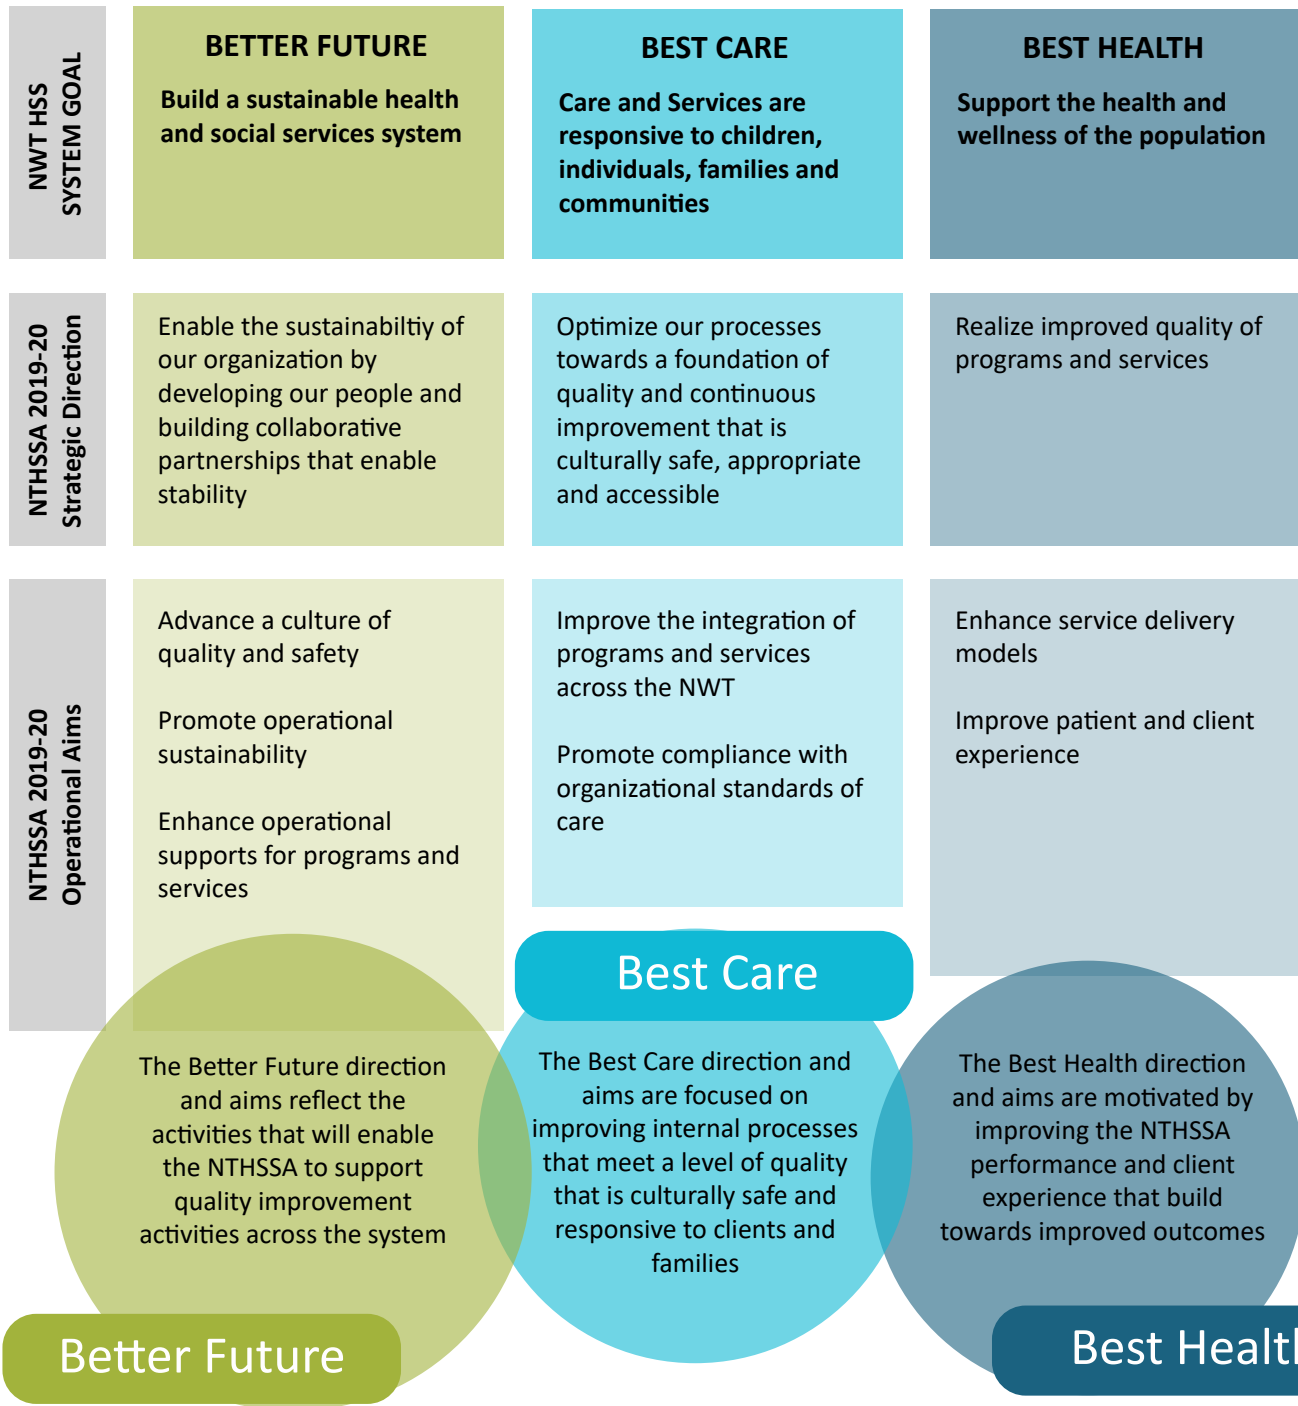 NWT HSS
SYSTEM GOAL
BETTER FUTURE
Build a sustainable health
and social services system
BEST CARE
Care and Services are
responsive to children,
individuals, families and
communities
BEST HEALTH
Support the health and
wellness of the population
NTHSSA 2019-20
Strategic Direction
Enable the sustainabiltiy of
our organization by
developing our people and
building collaborative
partnerships that enable
stability
Optimize our processes
towards a foundation of
quality and continuous
improvement that is
culturally safe, appropriate
and accessible
Realize improved quality of
programs and services
NTHSSA 2019-20
Operational Aims
Advance a culture of
quality and safety
Promote operational
sustainability
Enhance operational
supports for programs and
services
Improve the integration of
programs and services
across the NWT
Promote compliance with
organizational standards of
care
Enhance service delivery
models
Improve patient and client
experience
The Better Future direction
and aims reflect the
activities that will enable
the NTHSSA to support
quality improvement
activities across the system
Better Future
Best Care
The Best Care direction and
aims are focused on
improving internal processes
that meet a level of quality
that is culturally safe and
responsive to clients and
families
The Best Health direction
and aims are motivated by
improving the NTHSSA
performance and client
experience that build
towards improved outcomes
Best Health